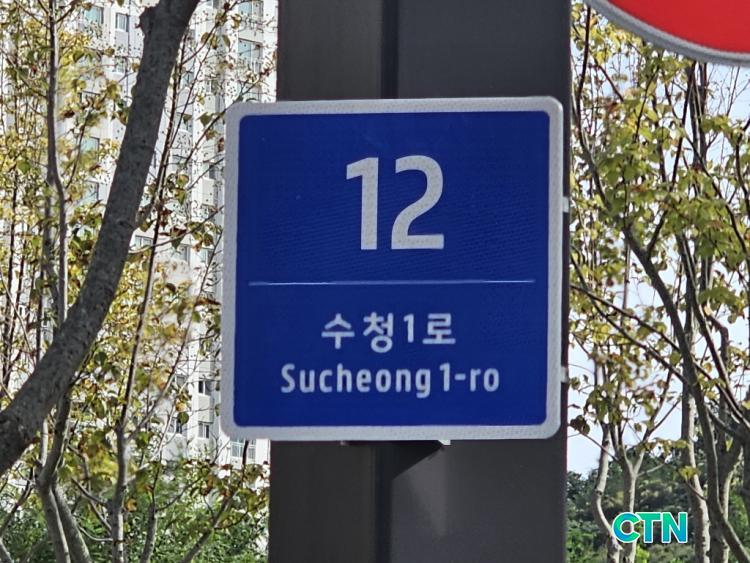 12
수청1로
Sucheong 1-ro
CTN